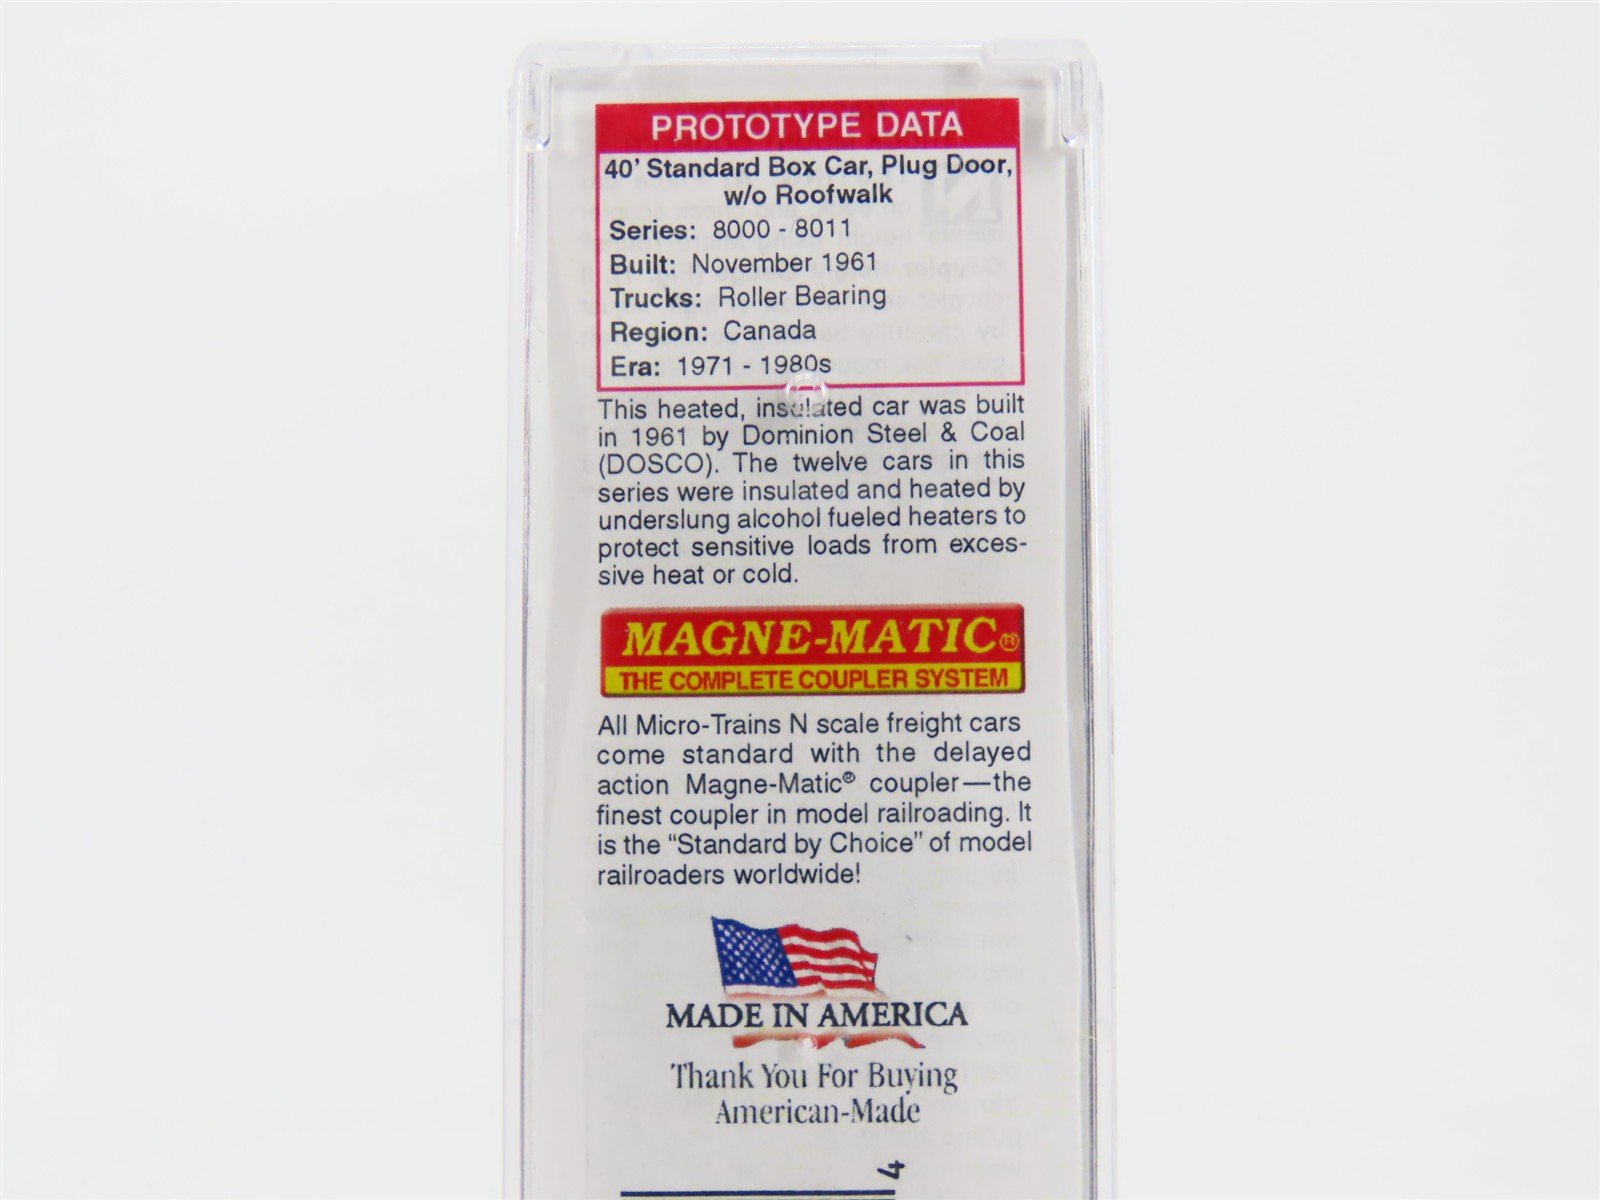 PROTOTYPE DATA
40' Standard Box Car, Plug Door,
w/o Roofwalk
Series: 8000 - 8011
Built: November 1961
Trucks: Roller Bearing
Region: Canada
Era: 1971 - 1980s
This heated, insulated car was built
in 1961 by Dominion Steel & Coal
(DOSCO). The twelve cars in this
series were insulated and heated by
underslung alcohol fueled heaters to
protect sensitive loads from exces-
sive heat or cold.
MAGNE-MATIC®
THE COMPLETE COUPLER SYSTEM
All Micro-Trains N scale freight cars
come standard with the delayed
action Magne-Matic® coupler—the
finest coupler in model railroading. It
is the “Standard by Choice” of model
railroaders worldwide!
MADE IN AMERICA
Thank You For Buying
American-Made
4